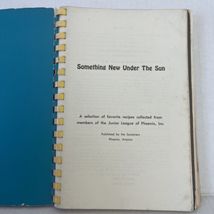 Something New Under The Sun
A selection of favorite recipes collected from
members of the Junior League of Phoenix, Inc.
Published by the Sustainers
Phoenix, Arizona